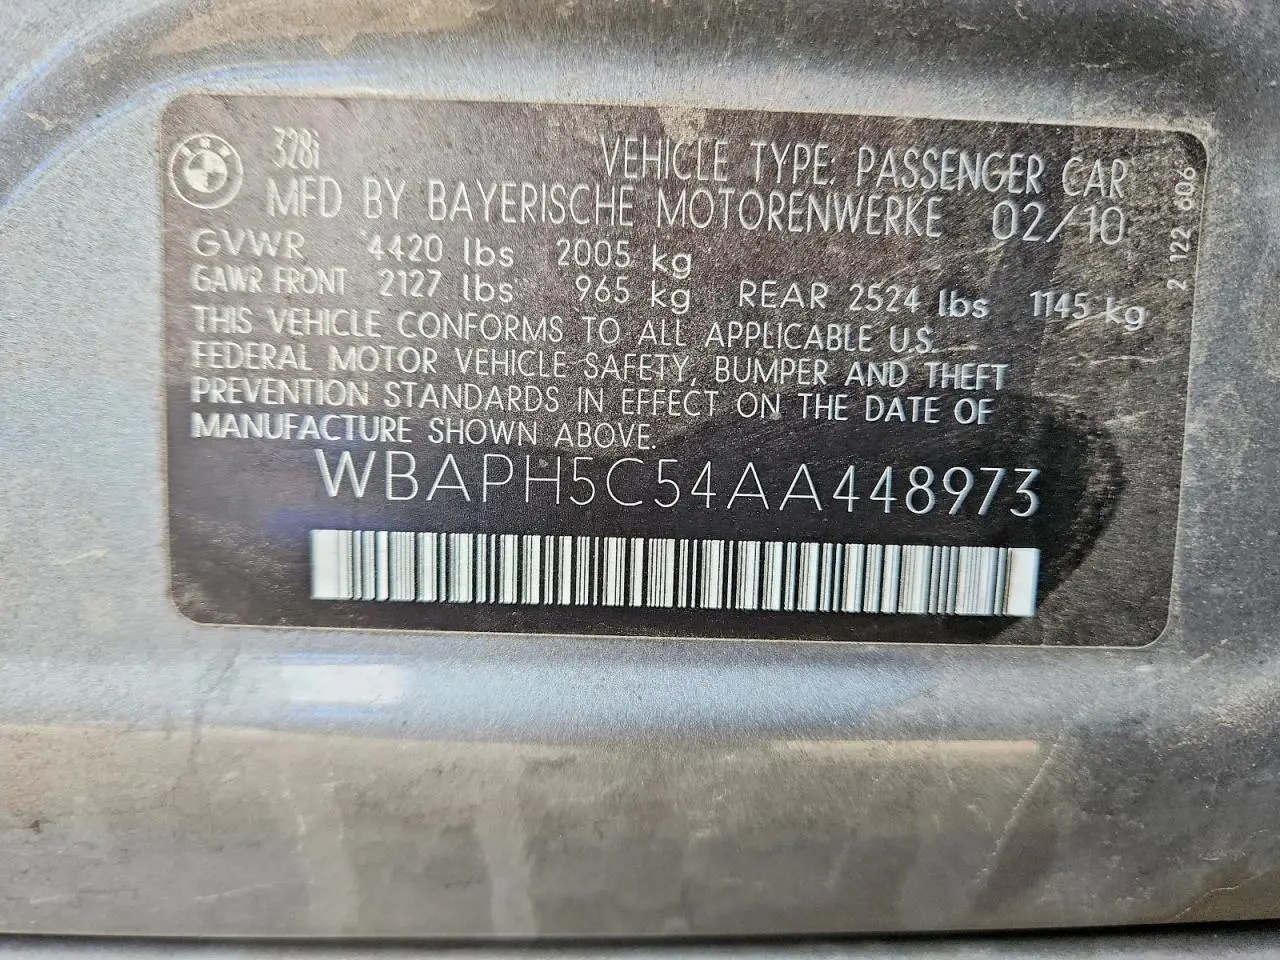 328i
VEHICLE TYPE: PASSENGER CAR
MFD BY BAYERISCHE MOTORENWERKE 02/10
GVWR 4420 lbs 2005 kg
GAWR FRONT 2127 lbs 965 kg REAR 2524 lbs 1145 kg
THIS VEHICLE CONFORMS TO ALL APPLICABLE U.S.
FEDERAL MOTOR VEHICLE SAFETY, BUMPER AND THEFT
PREVENTION STANDARDS IN EFFECT ON THE DATE OF
MANUFACTURE SHOWN ABOVE.
WBAPH5C54AA448973
2 122 606